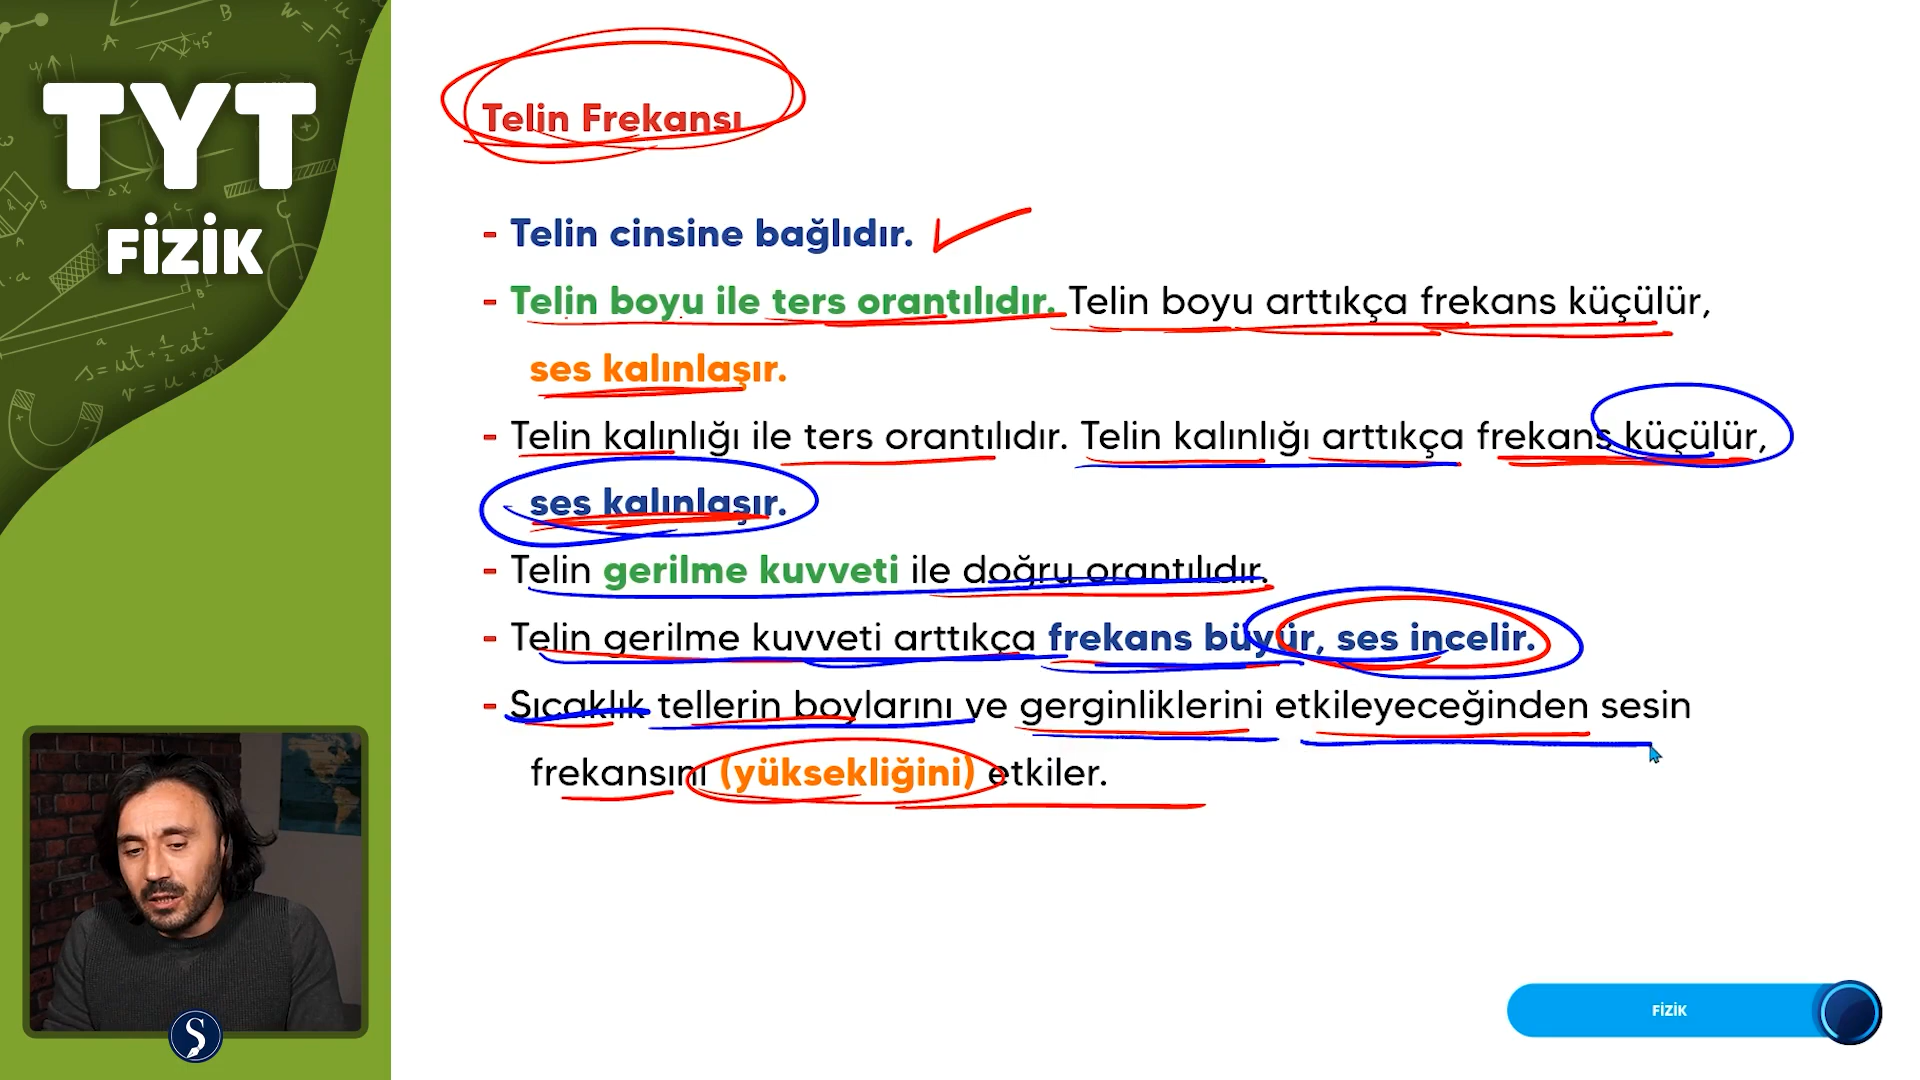 TYT
FİZİK
Telin Frekansı
- Telin cinsine bağlıdır.
- Telin boyu ile ters orantılıdır. Telin boyu arttıkça frekans küçülür,
ses kalınlaşır.
- Telin kalınlığı ile ters orantılıdır. Telin kalınlığı arttıkça frekans küçülür,
ses kalınlaşır.
- Telin gerilme kuvveti ile doğru orantılıdır.
- Telin gerilme kuvveti arttıkça frekans büyür, ses incelir.
- Sıcaklık tellerin boylarını ve gerginliklerini etkileyeceğinden sesin
frekansını (yüksekliğini) etkiler.
S
FİZİK